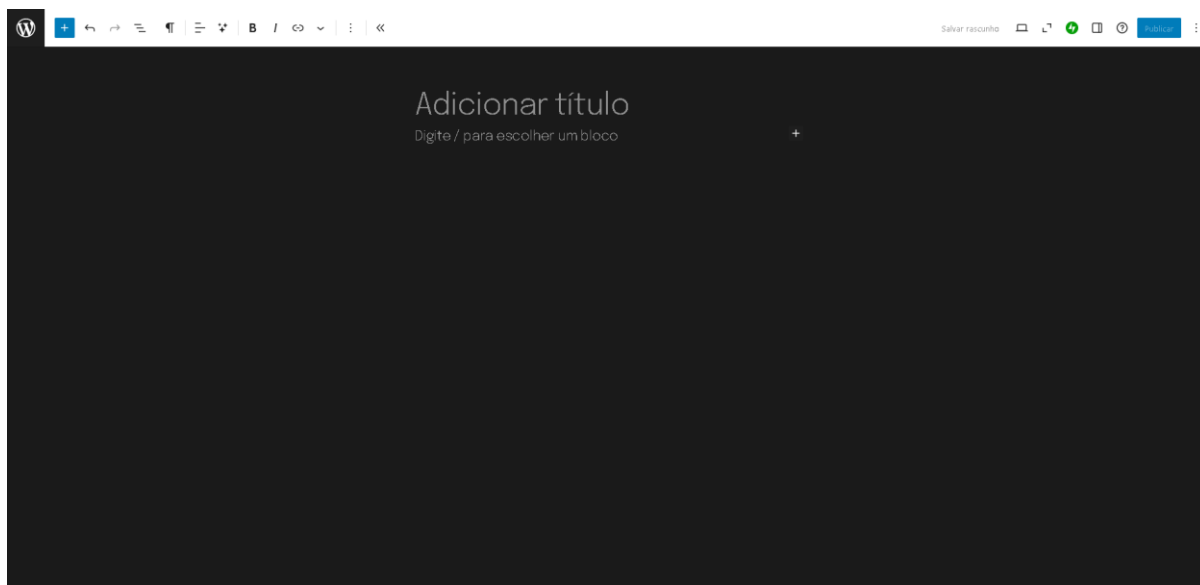 B I
Salvar rascunho
Publicar
Adicionar título
Digite / para escolher um bloco